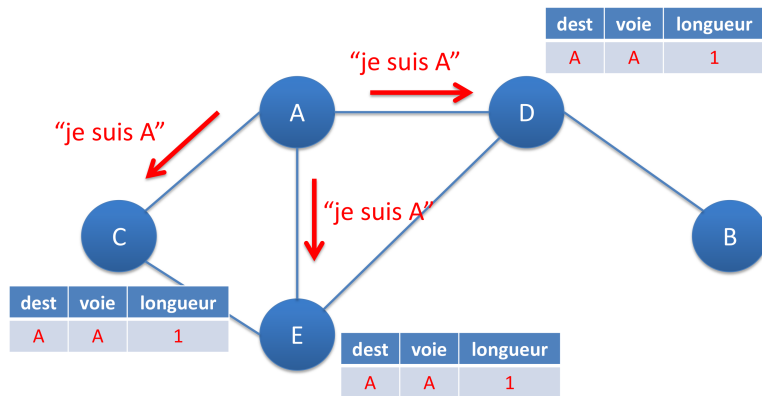 dest voie longueur
A A 1
“je suis A”
A
D
“je suis A”
“je suis A”
C
B
dest voie longueur
A A 1
E
dest voie longueur
A A 1